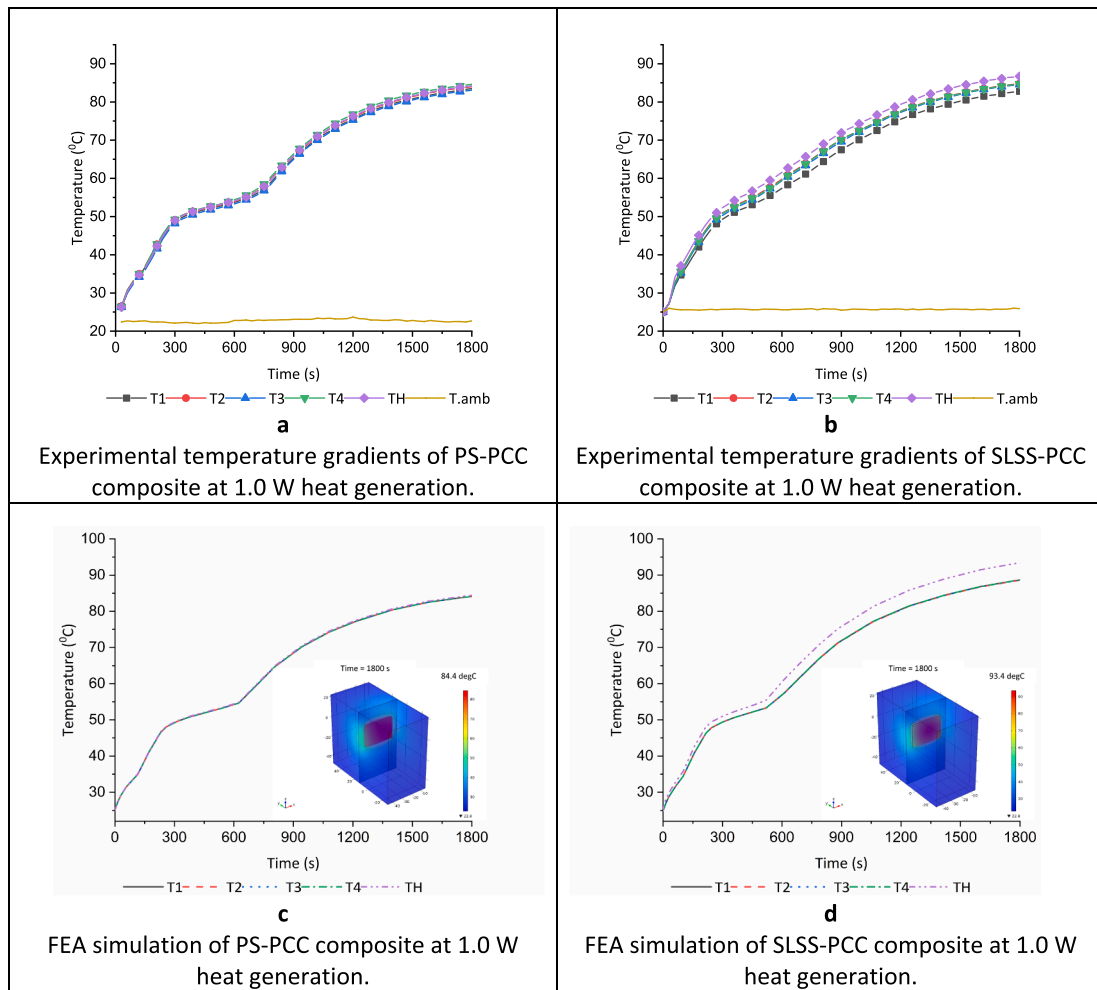 90
80
70
60
50
40
30
20
Temperature (⁰C)
0 300 600 900 1200 1500 1800
Time (s)
T1 T2 T3 T4 TH T.amb
a
Experimental temperature gradients of PS-PCC
composite at 1.0 W heat generation.
90
80
70
60
50
40
30
20
Temperature (⁰C)
0 300 600 900 1200 1500 1800
Time (s)
T1 T2 T3 T4 TH T.amb
b
Experimental temperature gradients of SLSS-PCC
composite at 1.0 W heat generation.
100
90
80
70
60
50
40
30
Temperature (⁰C)
Time = 1800 s
84.4 degC
0 300 600 900 1200 1500 1800
Time (s)
T1 T2 T3 T4 TH
c
FEA simulation of PS-PCC composite at 1.0 W
heat generation.
100
90
80
70
60
50
40
30
Temperature (⁰C)
Time = 1800 s
93.4 degC
0 300 600 900 1200 1500 1800
Time (s)
T1 T2 T3 T4 TH
d
FEA simulation of SLSS-PCC composite at 1.0 W
heat generation.